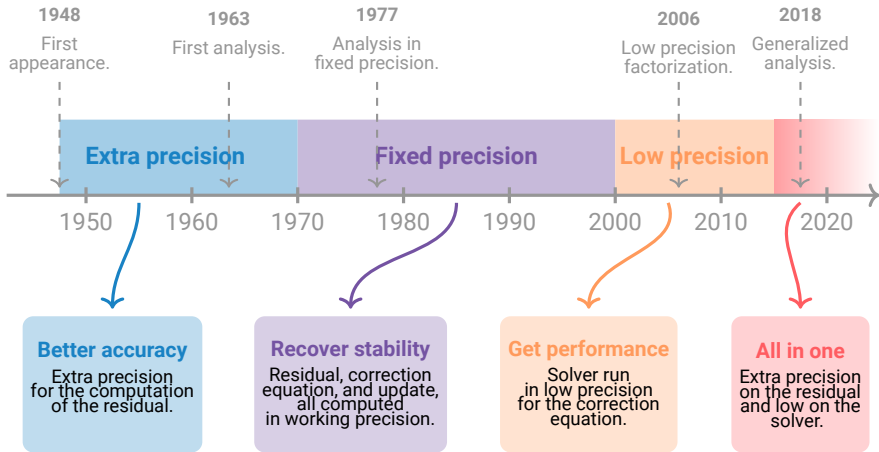 1948
First
appearance.
1963
First analysis.
1977
Analysis in
fixed precision.
2006
Low precision
factorization.
2018
Generalized
analysis.
Extra precision
Fixed precision
Low precision
1950
1960
1970
1980
1990
2000
2010
2020
Better accuracy
Extra precision
for the computation
of the residual.
Recover stability
Residual, correction
equation, and update,
all computed
in working precision.
Get performance
Solver run
in low precision
for the correction
equation.
All in one
Extra precision
on the residual
and low on the
solver.